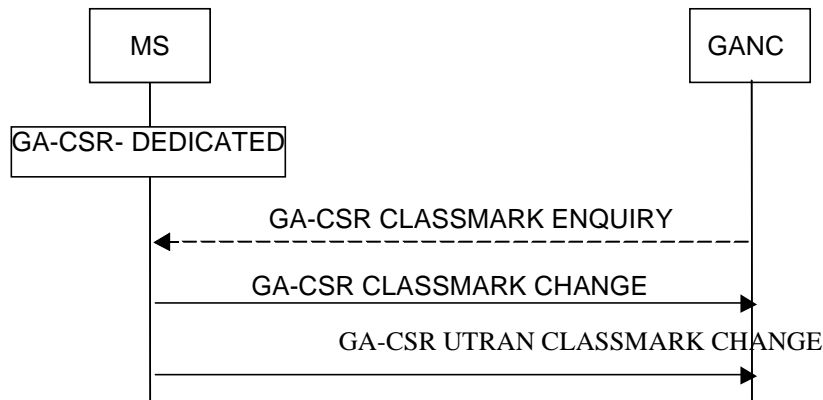 MS
GANC
GA-CSR- DEDICATED
GA-CSR CLASSMARK ENQUIRY
GA-CSR CLASSMARK CHANGE
GA-CSR UTRAN CLASSMARK CHANGE